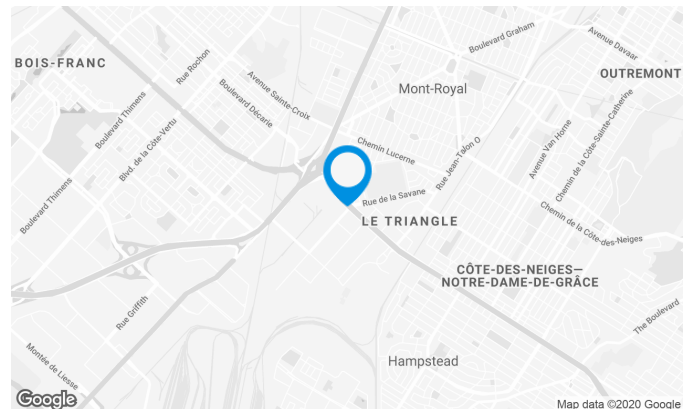 Boulevard Graham
Avenue Davaar
BOIS-FRANC
Rue Rochon
OUTREMONT
Avenue Sainte-Croix
Mont-Royal
Boulevard Décarie
Boulevard Thimens
Chemin de la Côte-Sainte-Catherine
Blvd. de la Côte-Vertu
Chemin Lucerne
Avenue Van Horne
Rue Jean-Talon O
Boulevard Thimens
Rue de la Savane
LE TRIANGLE
Chemin de la Côte-des-Neiges
CÔTE-DES-NEIGES—
NOTRE-DAME-DE-GRÂCE
Rue Griffith
The Boulevard
Montée de Liesse
Hampstead
Google
Map data ©2020 Google